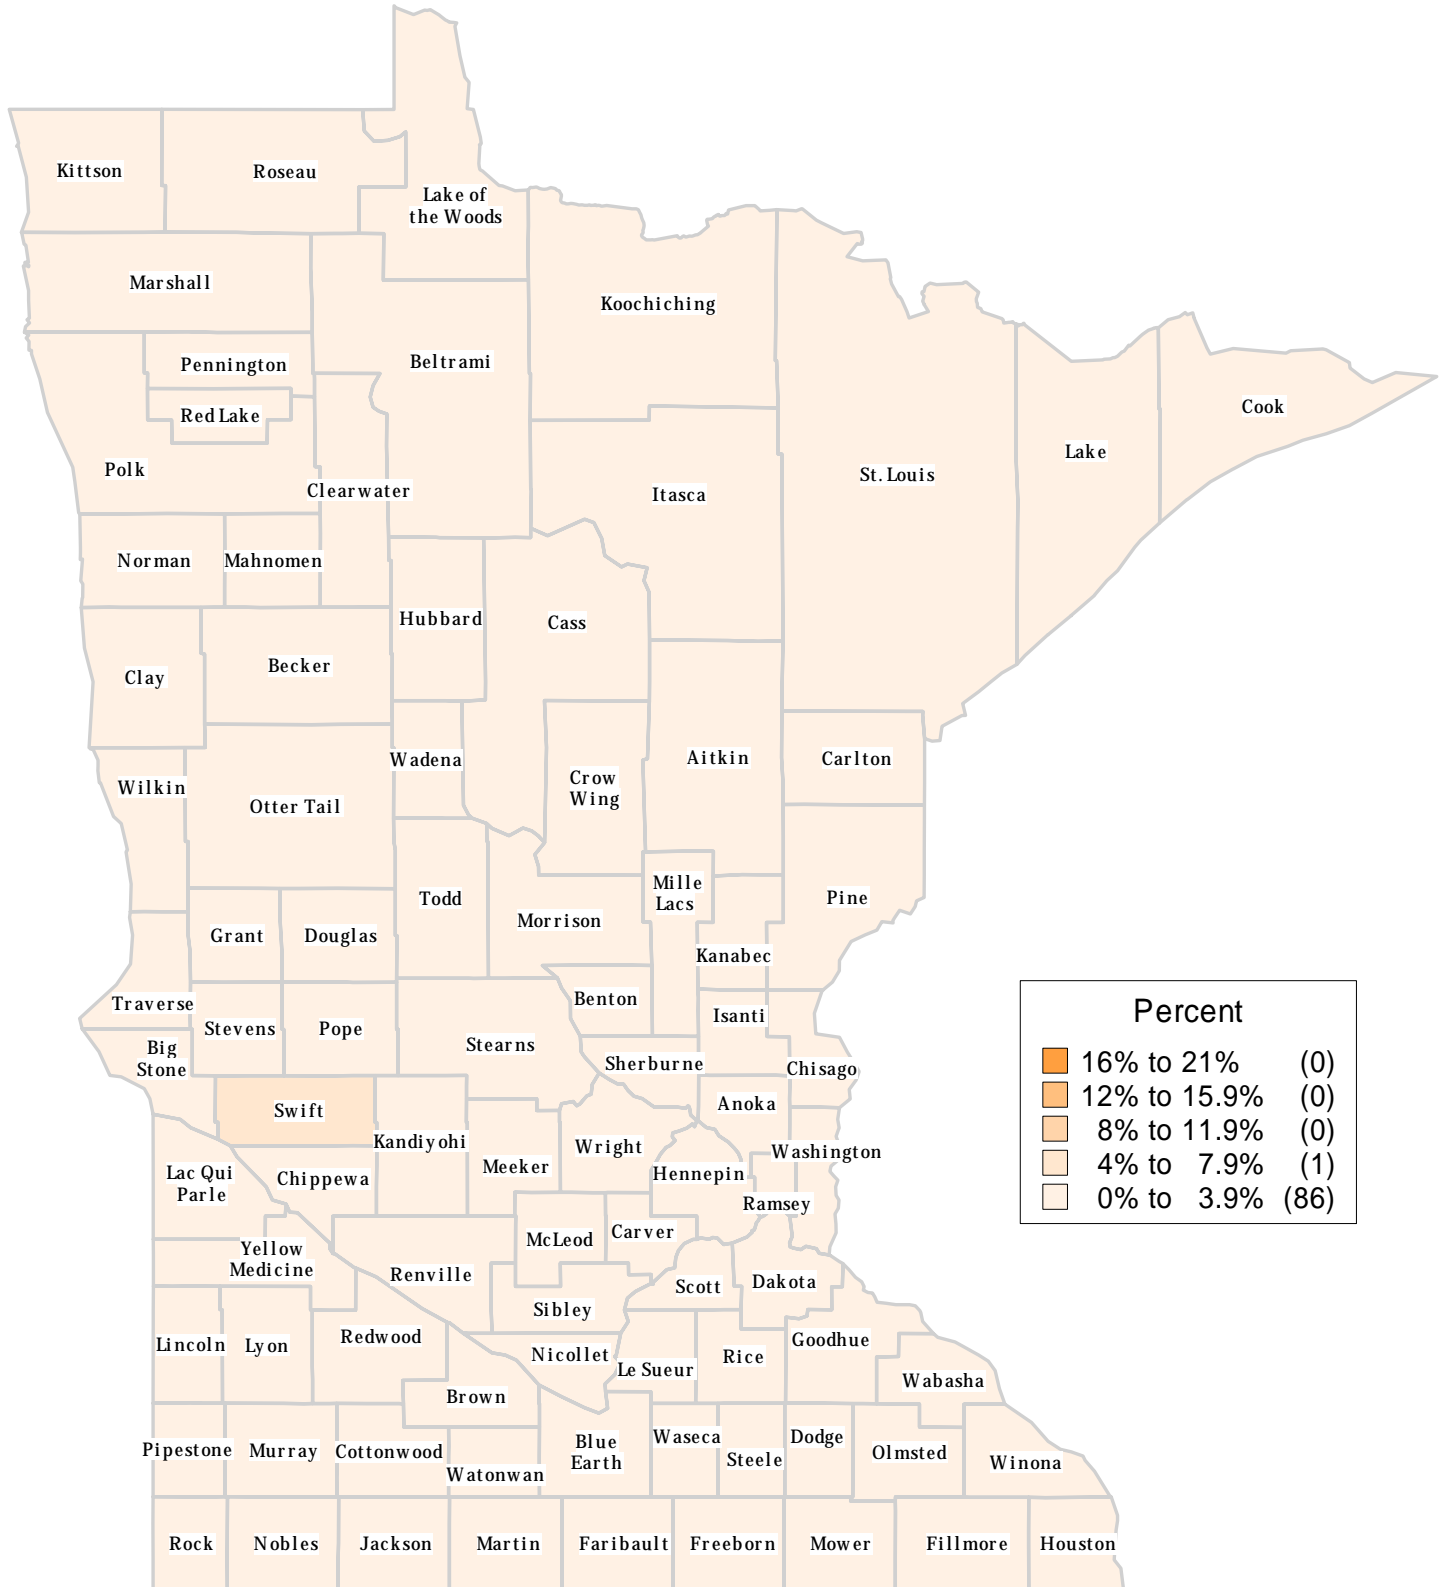 Kittson
Roseau
Lake of
the Woods
Marshall
Koochiching
Pennington
Beltrami
Red Lake
Cook
Polk
Lake
St. Louis
Clearwater
Itasca
Norman
Mahnomen
Hubbard
Cass
Becker
Clay
Wadena
Aitkin
Carlton
Wilkin
Crow
Wing
Otter Tail
Todd
Mille
Lacs
Pine
Morrison
Grant
Douglas
Kanabec
Traverse
Benton
Isanti
Stevens
Pope
Stearns
Big
Stone
Sherburne
Chisago
Swift
Anoka
Kandiyohi
Wright
Washington
Lac Qui
Parle
Chippewa
Meeker
Hennepin
Ramsey
McLeod
Carver
Yellow
Medicine
Renville
Scott
Dakota
Sibley
Lincoln
Lyon
Redwood
Goodhue
Nicollet
Le Sueur
Rice
Wabasha
Brown
Pipestone
Murray
Cottonwood
Watonwan
Blue
Earth
Waseca
Steele
Dodge
Olmsted
Winona
Rock
Nobles
Jackson
Martin
Faribault
Freeborn
Mower
Fillmore
Houston
Percent
16% to 21% (0)
12% to 15.9% (0)
8% to 11.9% (0)
4% to 7.9% (1)
0% to 3.9% (86)